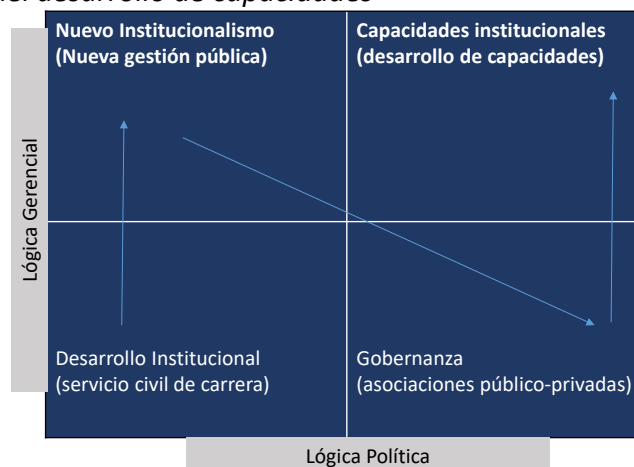 del desarrollo de capacidades
Nuevo Institucionalismo
(Nueva gestión pública)
Capacidades institucionales
(desarrollo de capacidades)
Lógica Gerencial
Desarrollo Institucional
(servicio civil de carrera)
Gobernanza
(asociaciones público-privadas)
Lógica Política